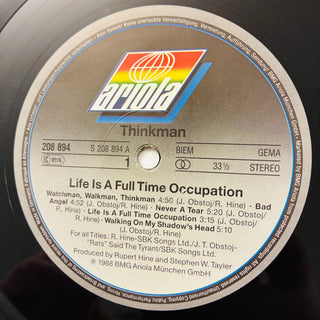 ariola
Thinkman
208 894
S 208 894 A
BIEM
GEMA
LC 0116
1
33⅓
STEREO
Life Is A Full Time Occupation
Watchman, Walkman, Thinkman 4:50 (J. Obstoj/R. Hine) - Bad
Angel 4:52 (J. Obstoj/R. Hine) - Never A Tear 5:20 (J. Obstoj/
R. Hine) - Life Is A Full Time Occupation 3:15 (J. Obstoj/
R. Hine) - Walking On My Shadow's Head 5:10
(J. Obstoj/R. Hine)
For all Titles: R. Hine-SBK Songs Ltd./J. T. Obstoj-
"Rats" Said The Tyrant/SBK Songs Ltd.
Produced by Rupert Hine and Stephen W. Tayler
℗ 1988 BMG Ariola München GmbH